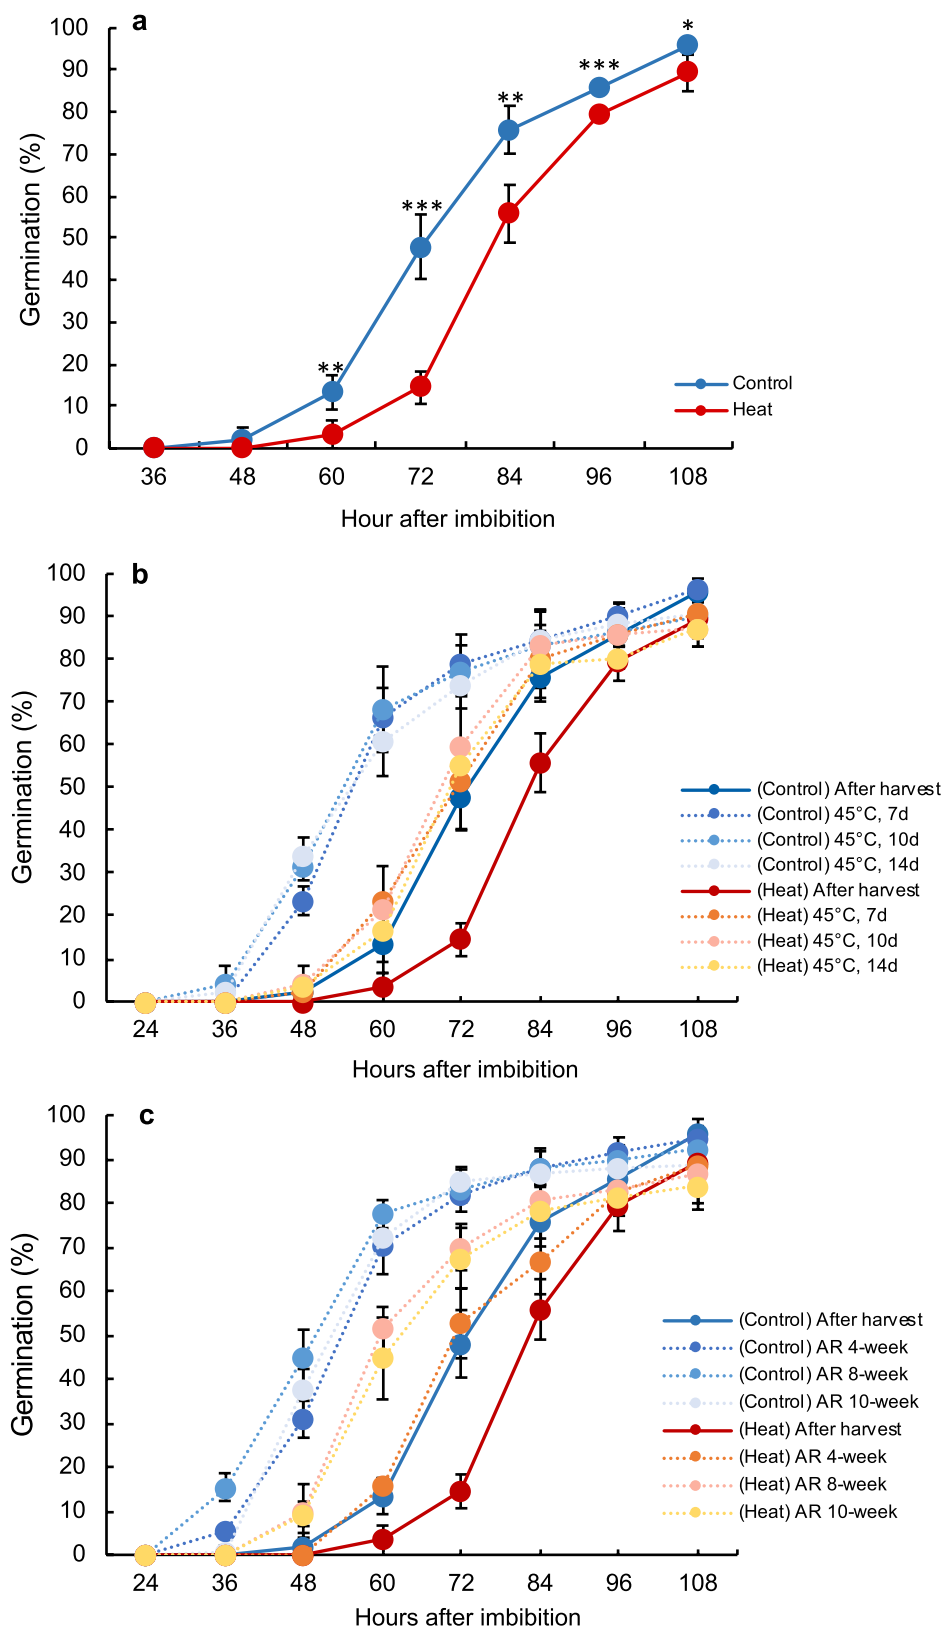 a
100
90
80
70
60
50
40
30
20
10
0
Germination (%)
**
***
**
***
*
Control
Heat
36 48 60 72 84 96 108
Hour after imbibition
b
100
90
80
70
60
50
40
30
20
10
0
Germination (%)
(Control) After harvest
(Control) 45°C, 7d
(Control) 45°C, 10d
(Control) 45°C, 14d
(Heat) After harvest
(Heat) 45°C, 7d
(Heat) 45°C, 10d
(Heat) 45°C, 14d
24 36 48 60 72 84 96 108
Hours after imbibition
c
100
90
80
70
60
50
40
30
20
10
0
Germination (%)
(Control) After harvest
(Control) AR 4-week
(Control) AR 8-week
(Control) AR 10-week
(Heat) After harvest
(Heat) AR 4-week
(Heat) AR 8-week
(Heat) AR 10-week
24 36 48 60 72 84 96 108
Hours after imbibition